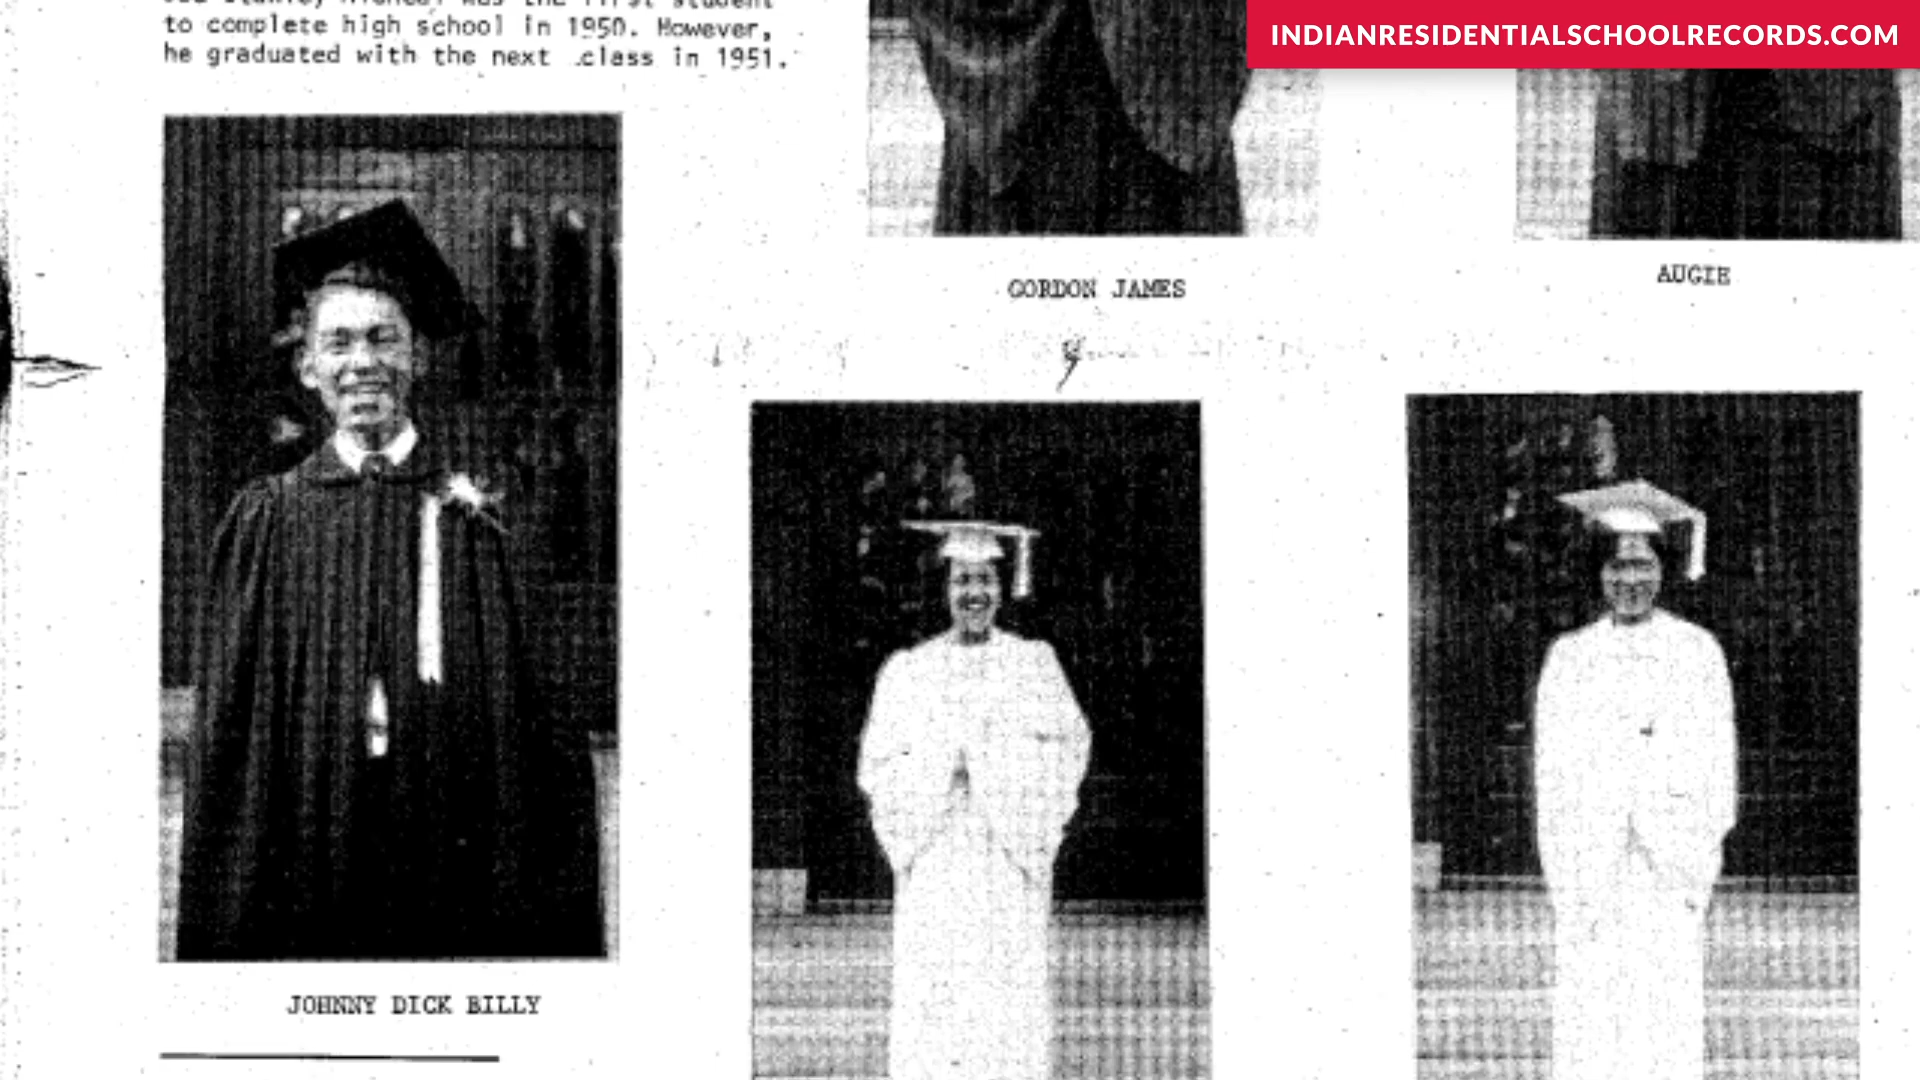 to complete high school in 1950. However,
he graduated with the next class in 1951.
INDIANRESIDENTIALSCHOOLRECORDS.COM
GORDON JAMES
AUGIE
JOHNNY DICK BILLY